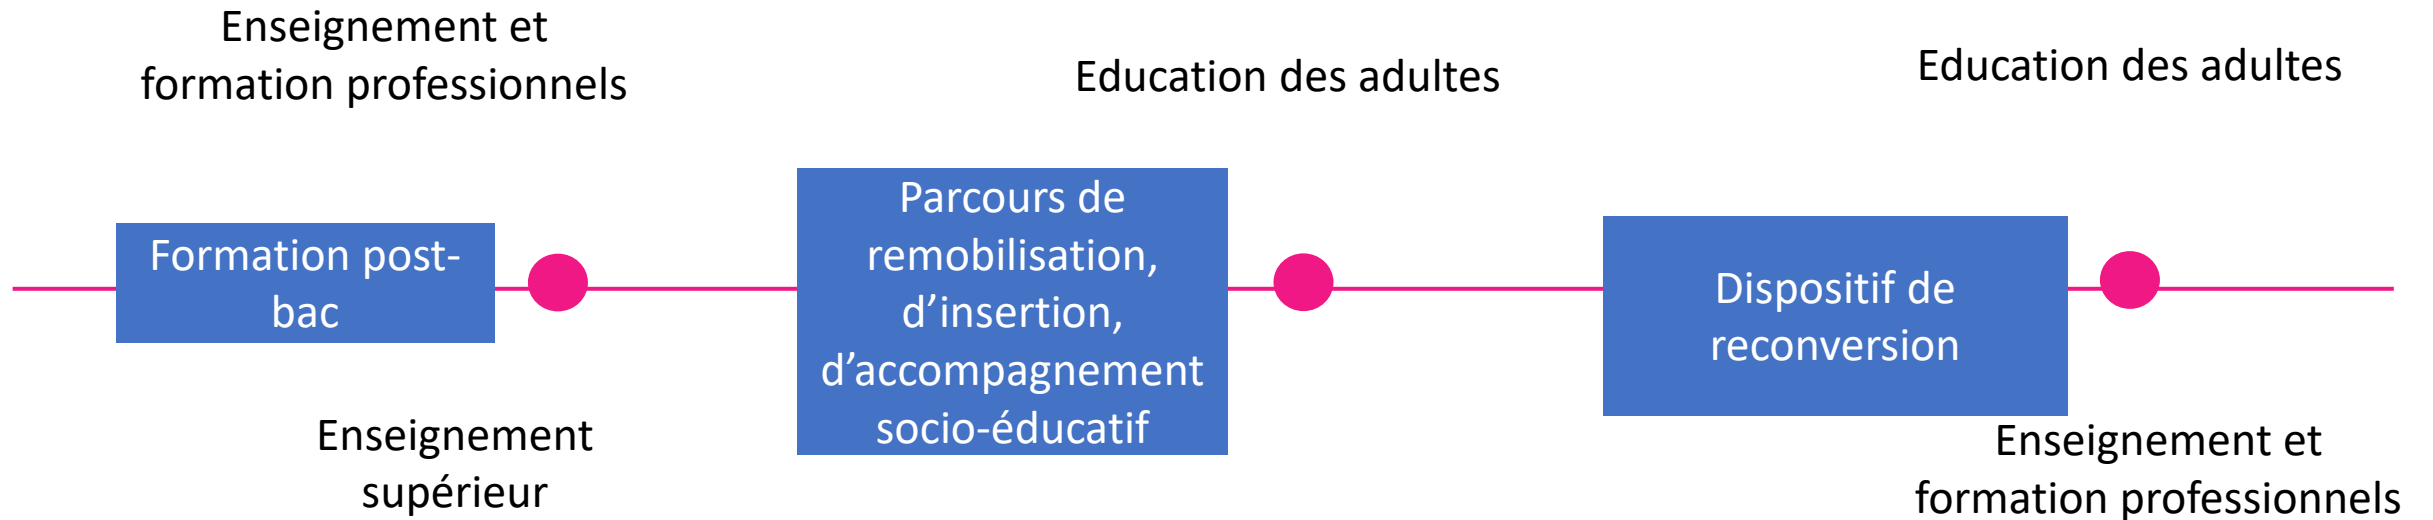 Enseignement et
formation professionnels
Education des adultes
Education des adultes
Formation post-
bac
Parcours de
remobilisation,
d’insertion,
d’accompagnement
socio-éducatif
Dispositif de
reconversion
Enseignement
supérieur
Enseignement et
formation professionnels